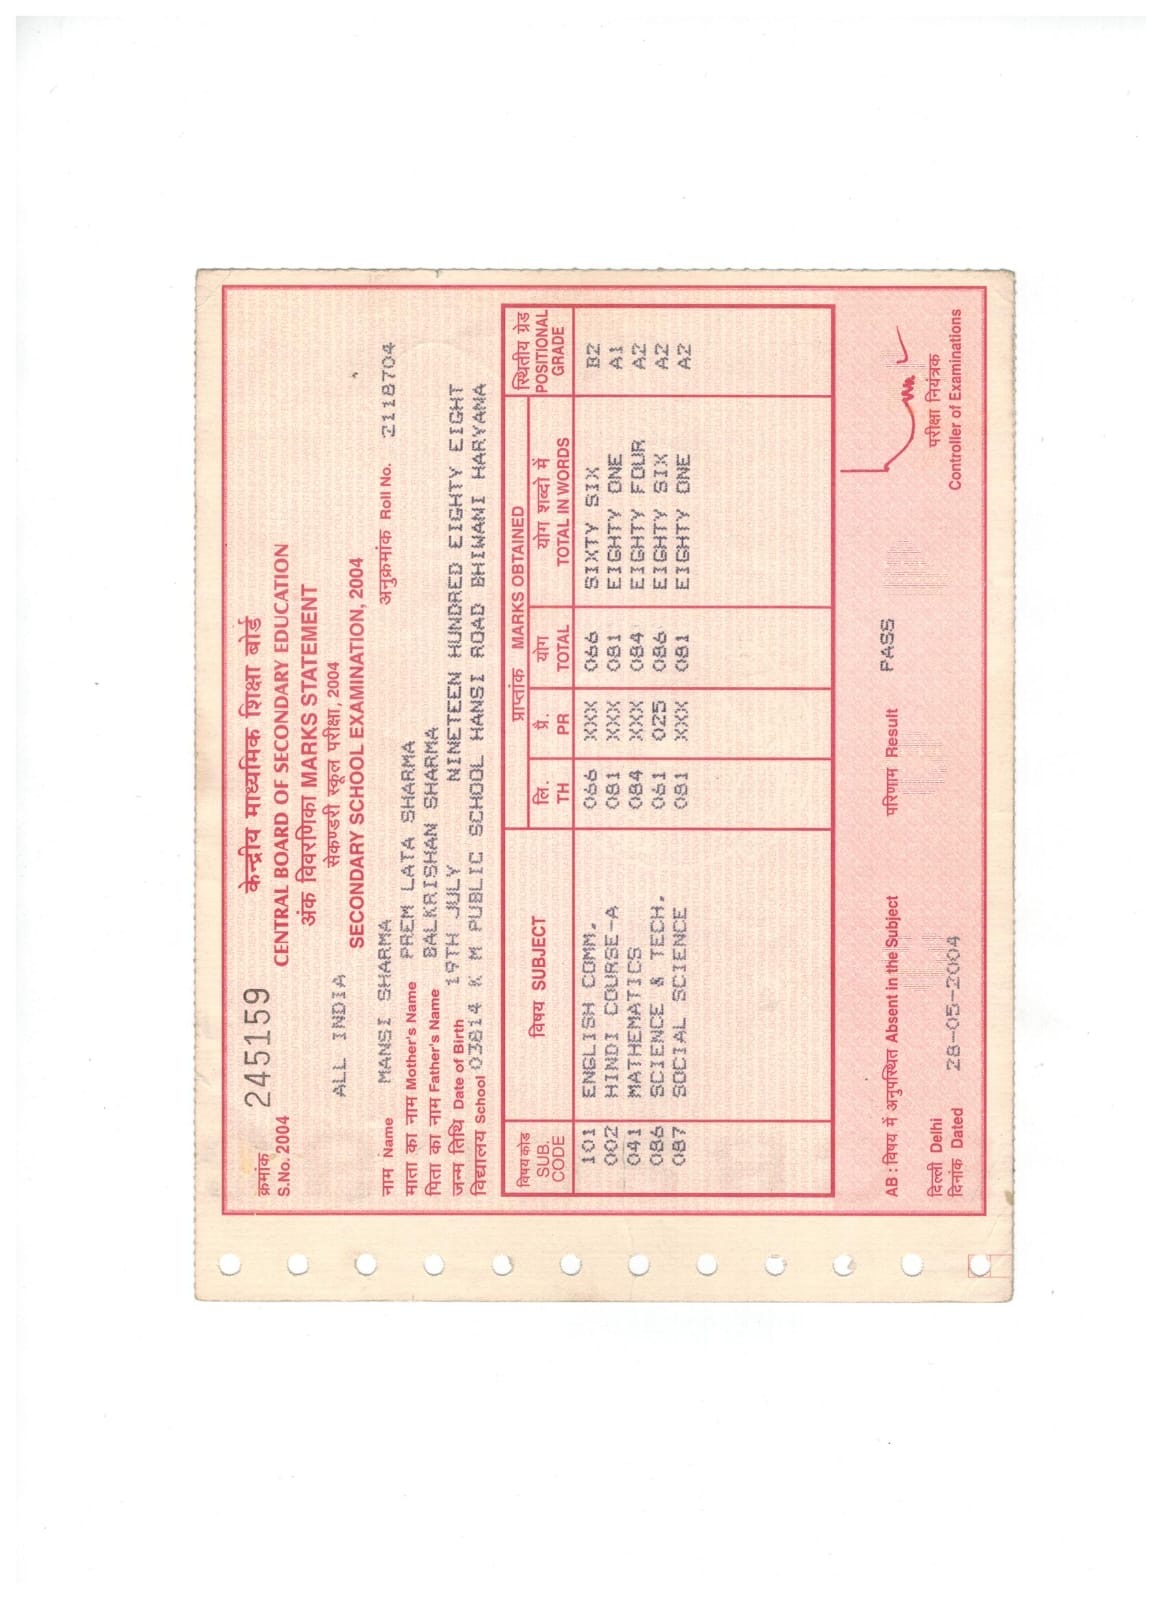 क्रमांक
S.No. 2004 245159
केन्द्रीय माध्यमिक शिक्षा बोर्ड
CENTRAL BOARD OF SECONDARY EDUCATION
अंक विवरणिका MARKS STATEMENT
सेकण्डरी स्कूल परीक्षा, 2004
ALL INDIA SECONDARY SCHOOL EXAMINATION, 2004
नाम Name MANSI SHARMA अनुक्रमांक Roll No. 2118704
माता का नाम Mother's Name PREM LATA SHARMA
पिता का नाम Father's Name BALKRISHAN SHARMA
जन्म तिथि Date of Birth 19TH JULY NINETEEN HUNDRED EIGHTY EIGHT
विद्यालय School 03814 K M PUBLIC SCHOOL HANSI ROAD BHIWANI HARYANA
विषय कोड SUB. CODE विषय SUBJECT प्राप्तांक MARKS OBTAINED स्थितीय ग्रेड POSITIONAL GRADE
लि. TH प्रै. PR योग TOTAL योग शब्दो में TOTAL IN WORDS
101 ENGLISH COMM. 066 XXX 066 SIXTY SIX B2
002 HINDI COURSE-A 081 XXX 081 EIGHTY ONE A1
041 MATHEMATICS 084 XXX 084 EIGHTY FOUR A2
086 SCIENCE & TECH. 061 025 086 EIGHTY SIX A2
087 SOCIAL SCIENCE 081 XXX 081 EIGHTY ONE A2
AB : विषय में अनुपस्थित Absent in the Subject परिणाम Result PASS
दिल्ली Delhi
दिनांक Dated 28-05-2004
परीक्षा नियंत्रक
Controller of Examinations